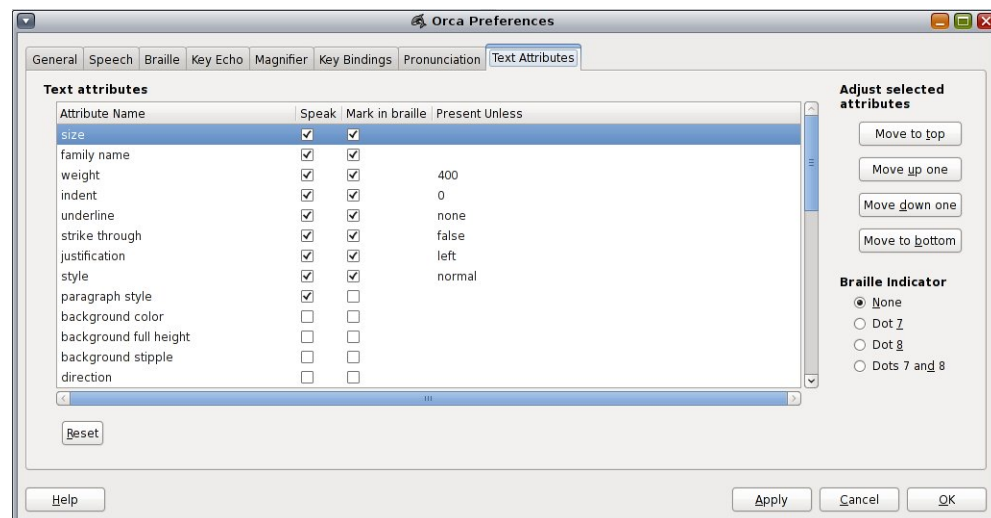 Orca Preferences
General Speech Braille Key Echo Magnifier Key Bindings Pronunciation Text Attributes
Text attributes
Attribute Name Speak Mark in braille Present Unless
size
family name
weight 400
indent 0
underline none
strike through false
justification left
style normal
paragraph style
background color
background full height
background stipple
direction
Reset
Adjust selected
attributes
Move to top
Move up one
Move down one
Move to bottom
Braille Indicator
None
Dot 7
Dot 8
Dots 7 and 8
Help Apply Cancel OK